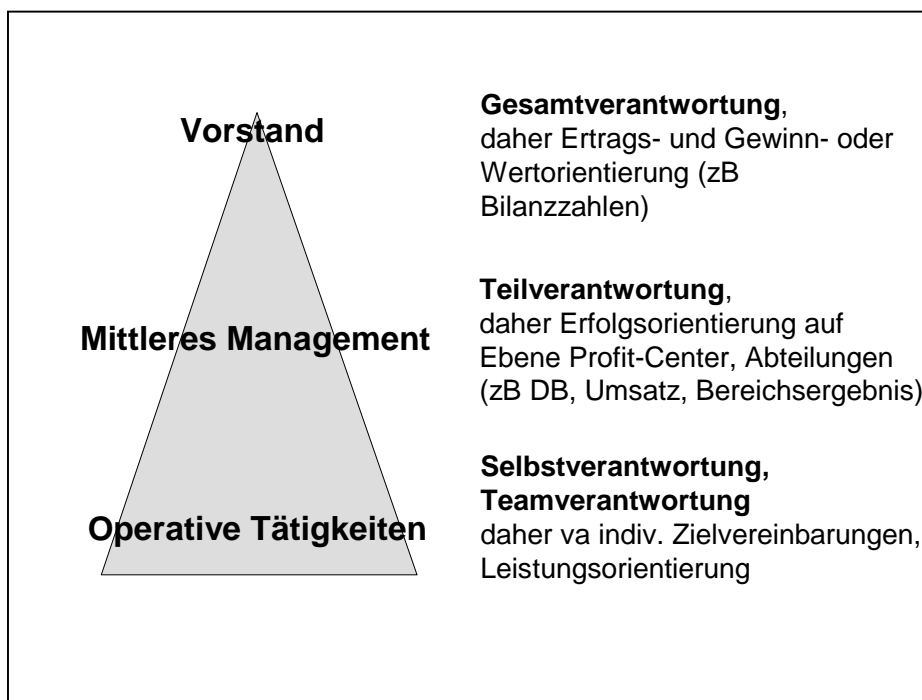 Vorstand
Gesamtverantwortung,
daher Ertrags- und Gewinn- oder
Wertorientierung (zB
Bilanzzahlen)
Mittleres Management
Teilverantwortung,
daher Erfolgsorientierung auf
Ebene Profit-Center, Abteilungen
(zB DB, Umsatz, Bereichsergebnis)
Operative Tätigkeiten
Selbstverantwortung,
Teamverantwortung
daher va indiv. Zielvereinbarungen,
Leistungsorientierung